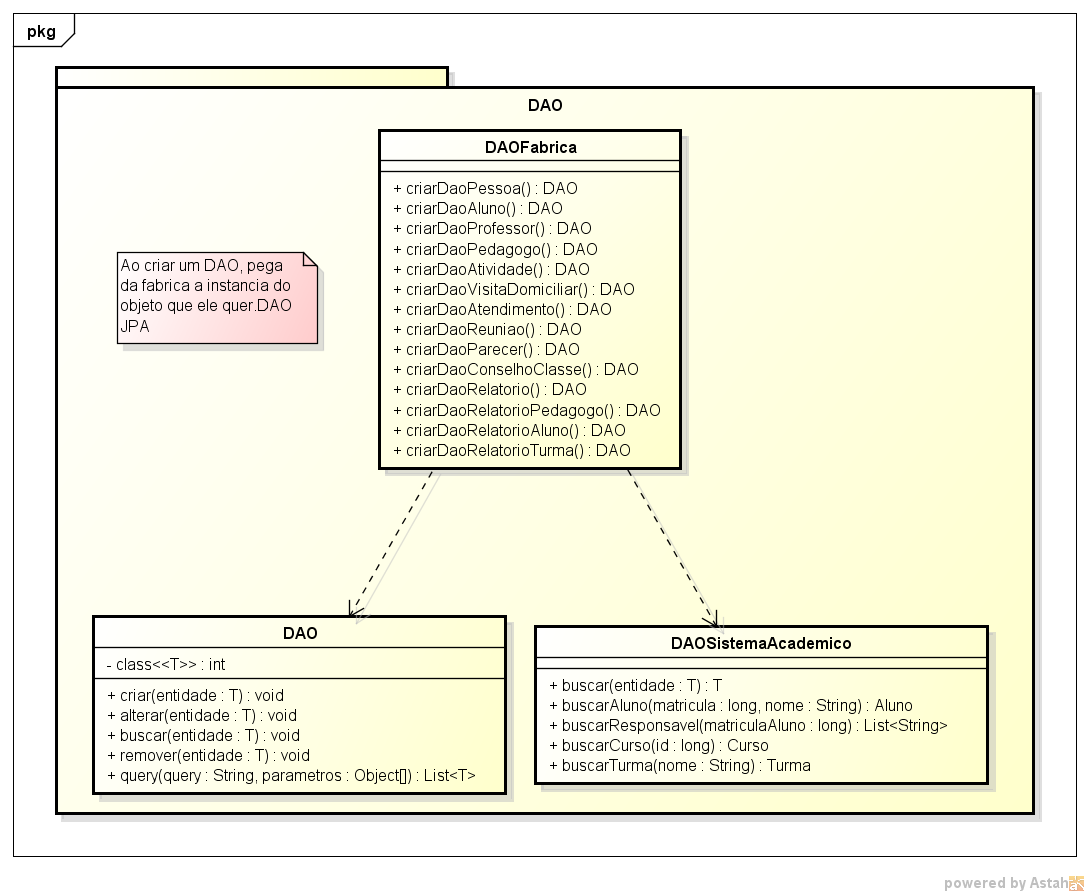 pkg
DAO
DAOFabrica
+ criarDaoPessoa() : DAO
+ criarDaoAluno() : DAO
+ criarDaoProfessor() : DAO
+ criarDaoPedagogo() : DAO
+ criarDaoAtividade() : DAO
+ criarDaoVisitaDomiciliar() : DAO
+ criarDaoAtendimento() : DAO
+ criarDaoReuniao() : DAO
+ criarDaoParecer() : DAO
+ criarDaoConselhoClasse() : DAO
+ criarDaoRelatorio() : DAO
+ criarDaoRelatorioPedagogo() : DAO
+ criarDaoRelatorioAluno() : DAO
+ criarDaoRelatorioTurma() : DAO
Ao criar um DAO, pega
da fabrica a instancia do
objeto que ele quer.DAO
JPA
DAO
- class<<T>> : int
+ criar(entidade : T) : void
+ alterar(entidade : T) : void
+ buscar(entidade : T) : void
+ remover(entidade : T) : void
+ query(query : String, parametros : Object[]) : List<T>
DAOSistemaAcademico
+ buscar(entidade : T) : T
+ buscarAluno(matricula : long, nome : String) : Aluno
+ buscarResponsavel(matriculaAluno : long) : List<String>
+ buscarCurso(id : long) : Curso
+ buscarTurma(nome : String) : Turma
powered by Astah